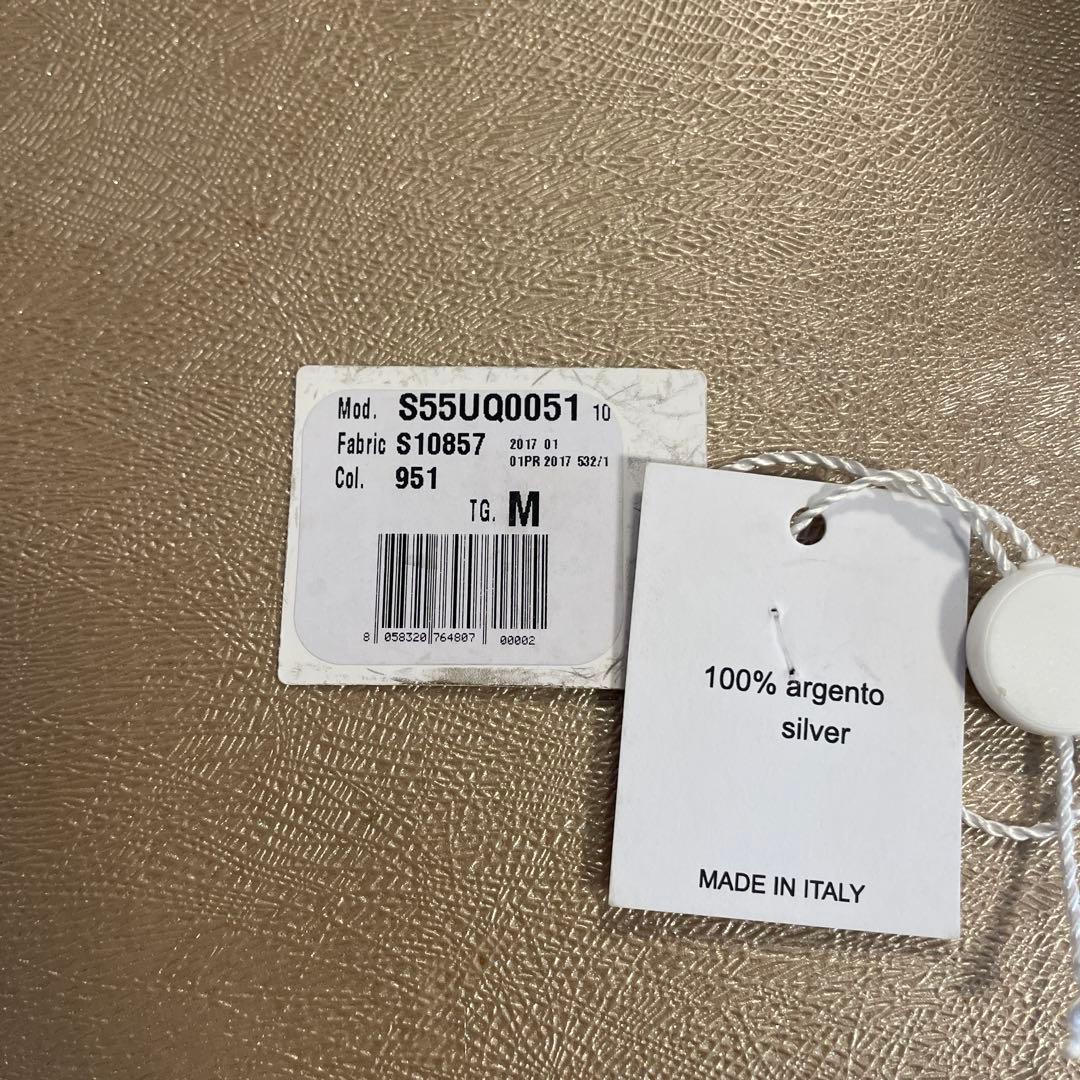 Mod. S55UQ0051 10
Fabric S10857 2017 01
01PR 2017 532/1
Col. 951
TG. M
8 058320 764807 00002
100% argento
silver
MADE IN ITALY